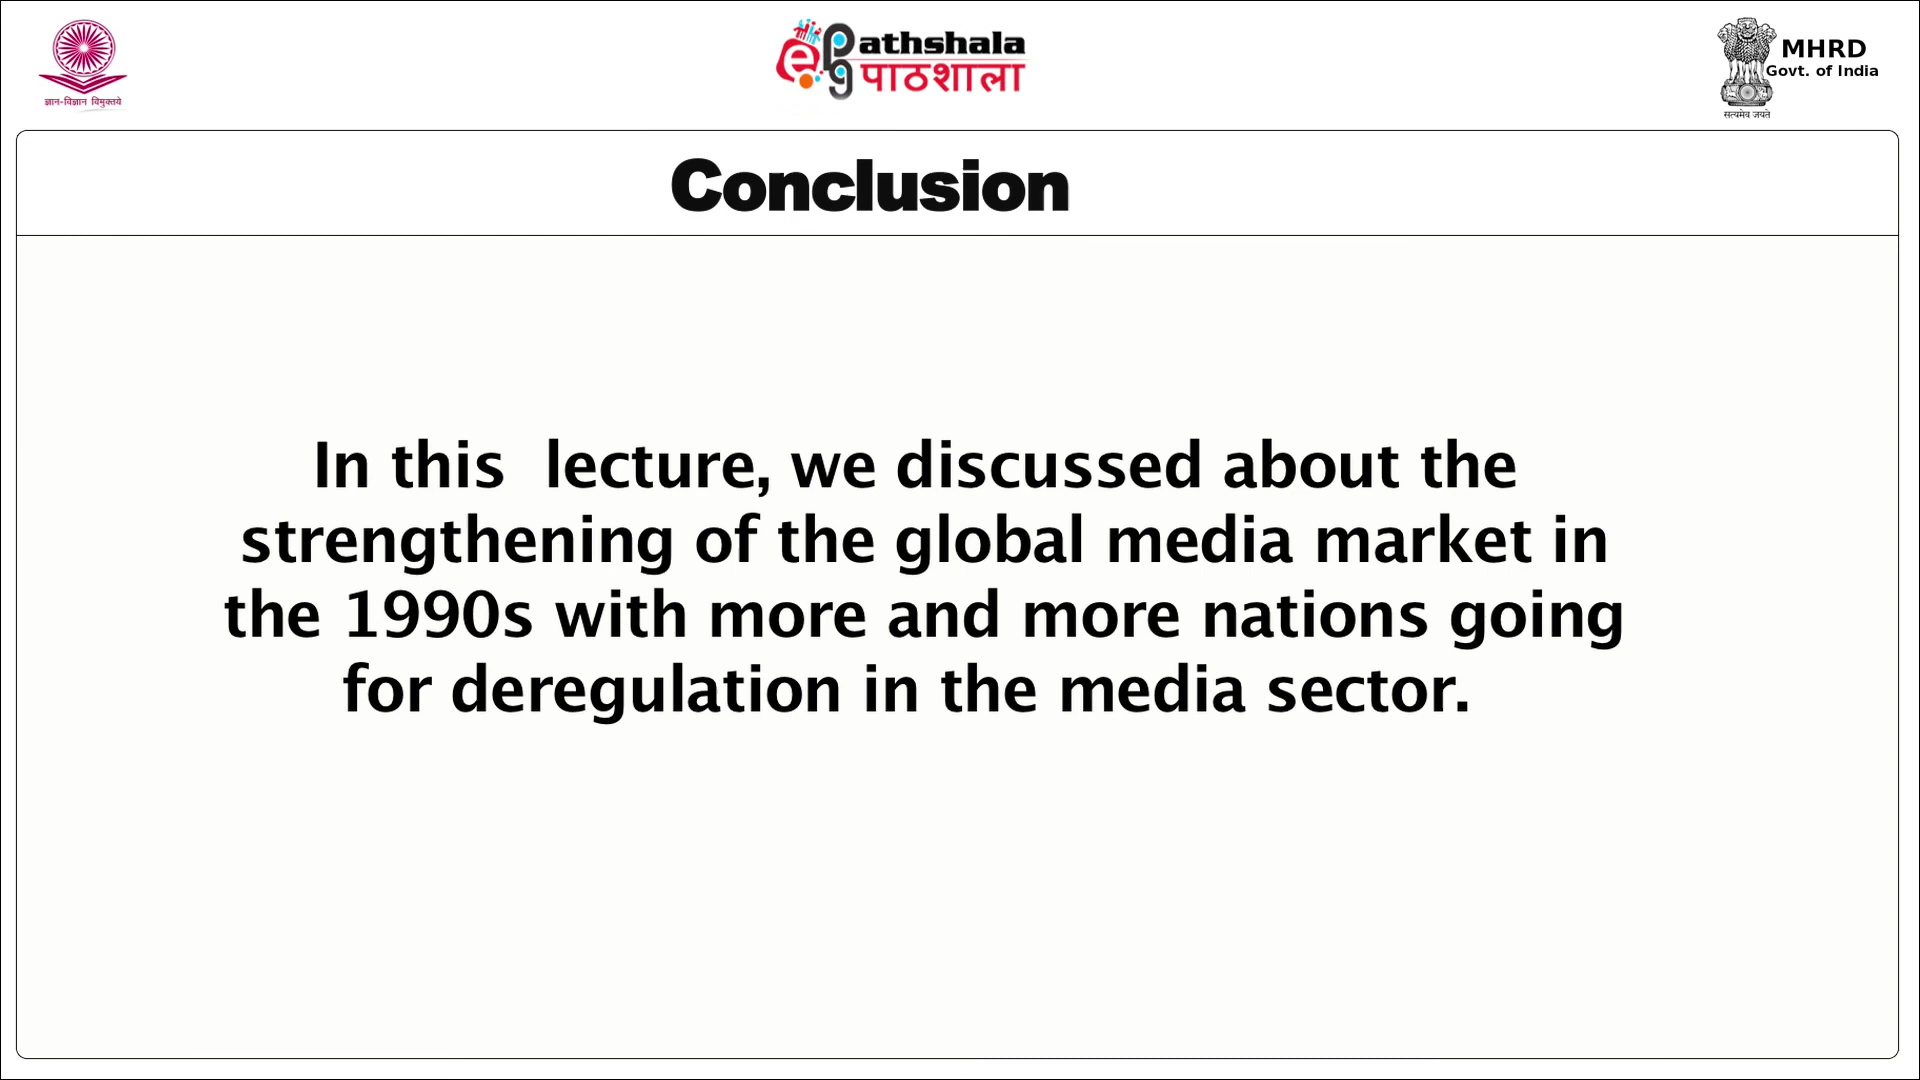 ज्ञान-विज्ञान विमुक्तये
e pg athshala
पाठशाला
MHRD
Govt. of India
सत्यमेव जयते
Conclusion
In this  lecture, we discussed about the
strengthening of the global media market in
the 1990s with more and more nations going
for deregulation in the media sector.